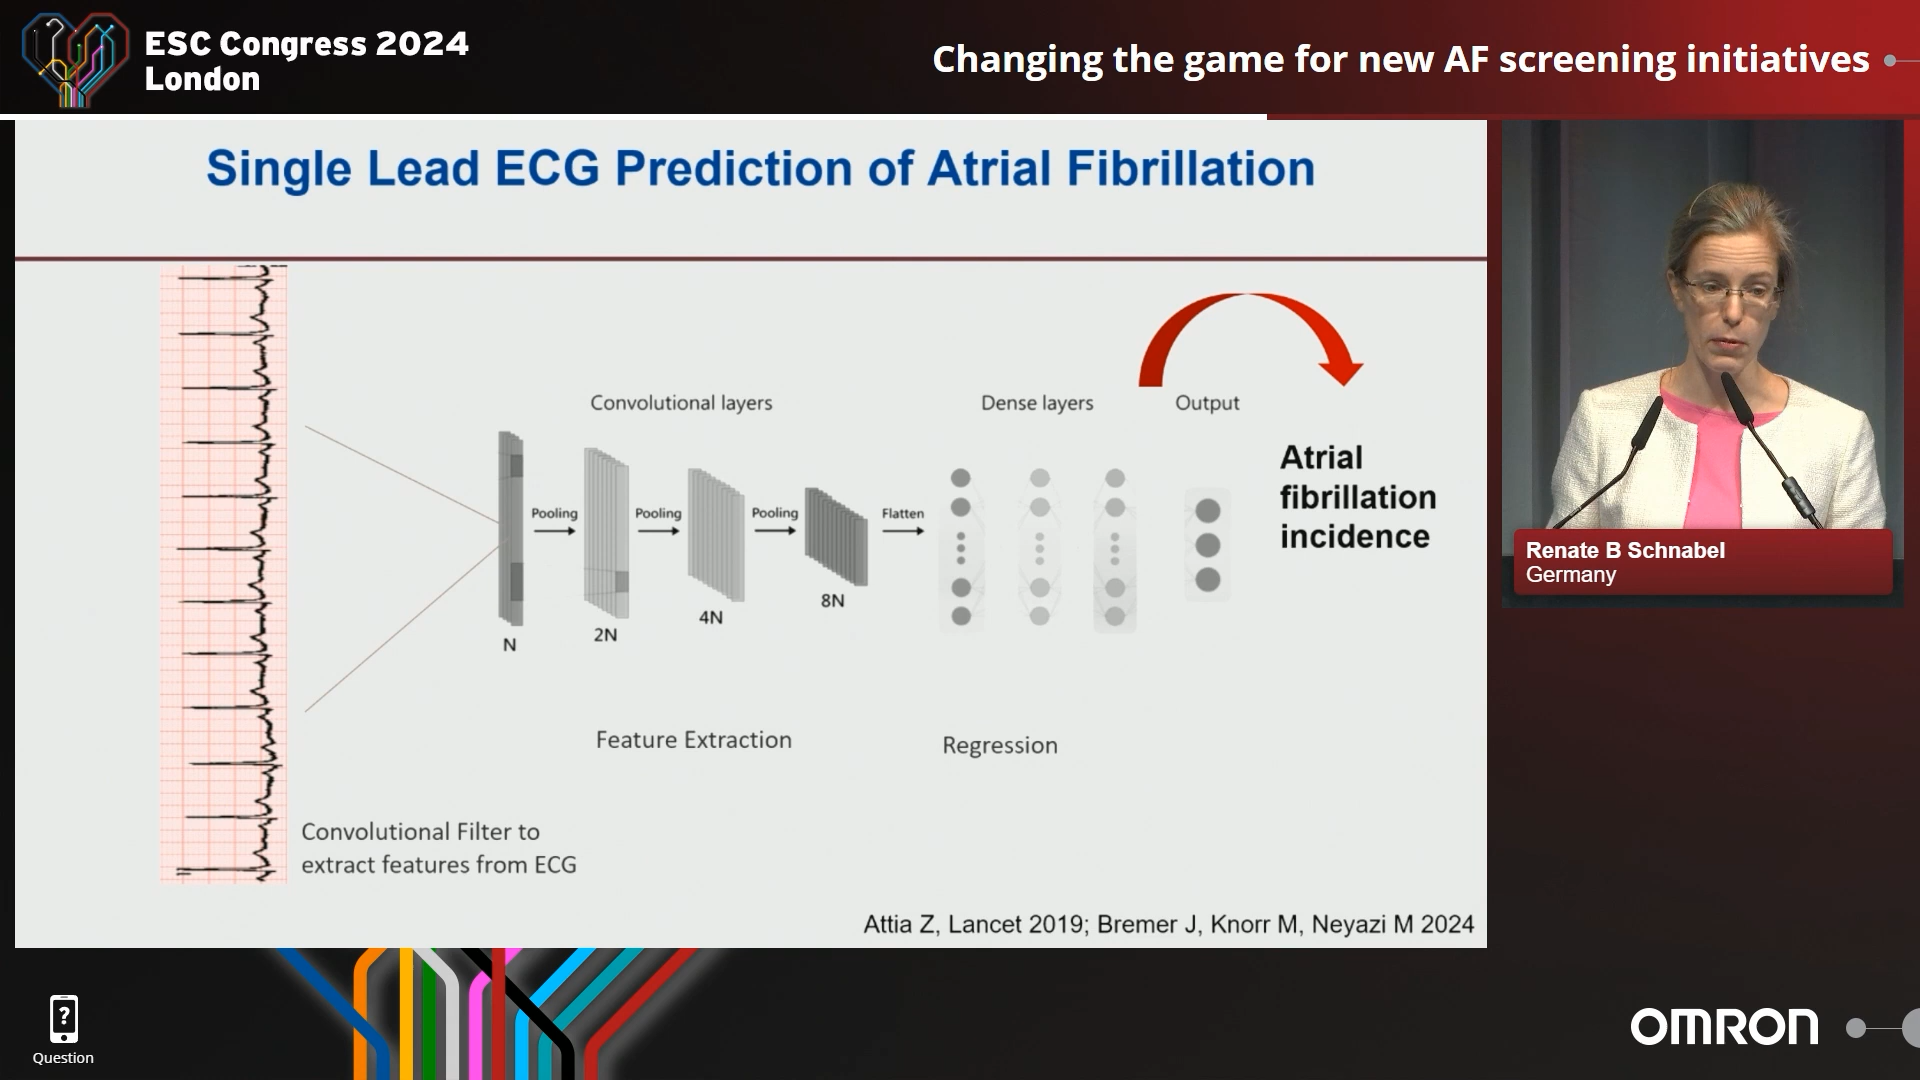 ESC Congress 2024
London
Changing the game for new AF screening initiatives
Single Lead ECG Prediction of Atrial Fibrillation
Convolutional layers
Dense layers
Output
Atrial
fibrillation
incidence
Pooling
Pooling
Pooling
Flatten
N
2N
4N
8N
Feature Extraction
Regression
Convolutional Filter to
extract features from ECG
Attia Z, Lancet 2019; Bremer J, Knorr M, Neyazi M 2024
Renate B Schnabel
Germany
?
Question
OMRON